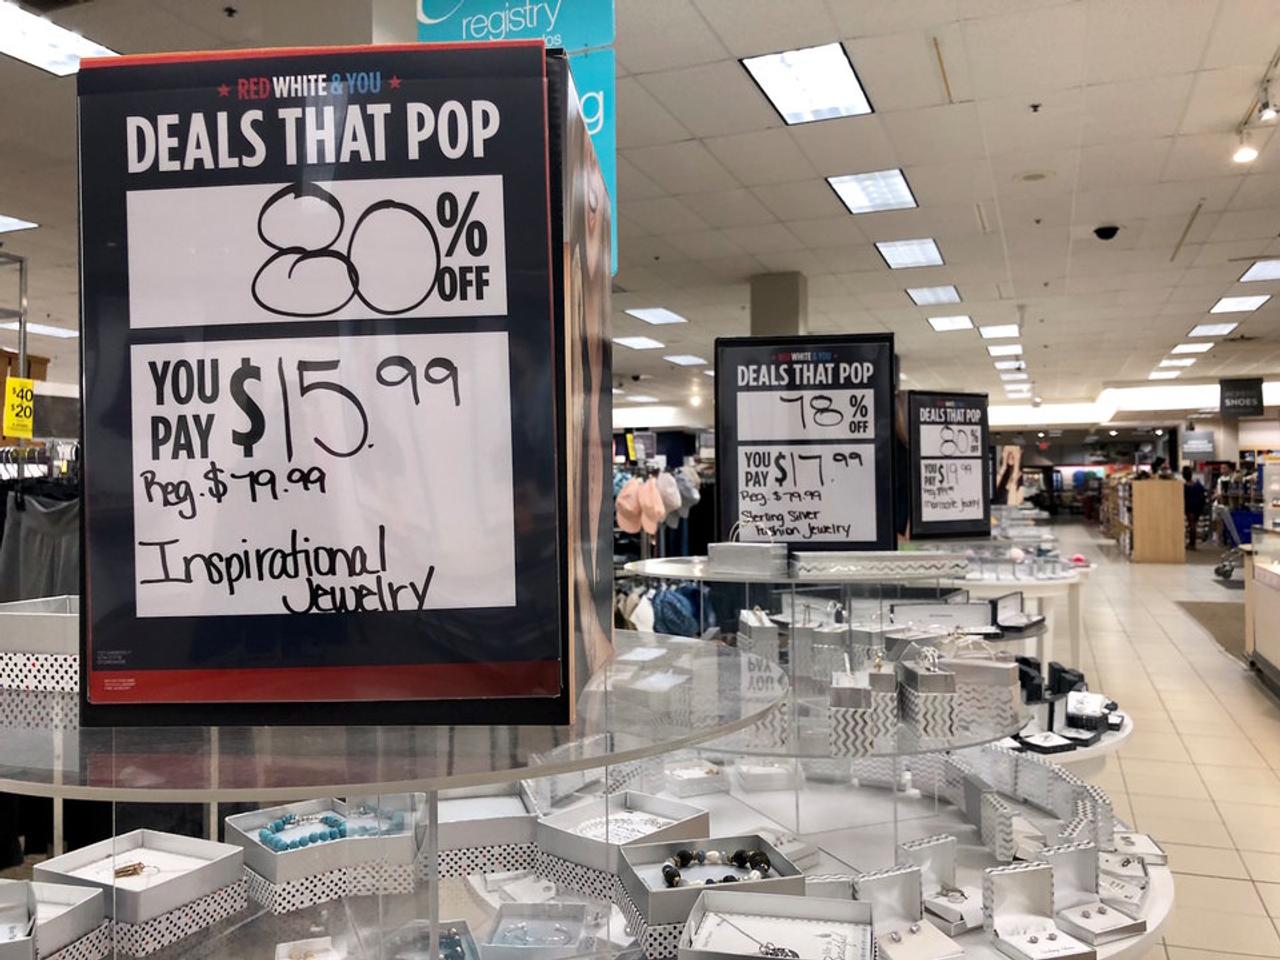 registry
RED WHITE & YOU
DEALS THAT POP
80% OFF
YOU PAY $15.99
Reg. $79.99
Inspirational
Jewelry
$40
$20
RED WHITE & YOU
DEALS THAT POP
78% OFF
YOU PAY $17.99
Reg. $79.99
Sterling Silver
Fashion Jewelry
DEALS THAT POP
80% OFF
YOU PAY $19.99
SHOES
YOU
PAY